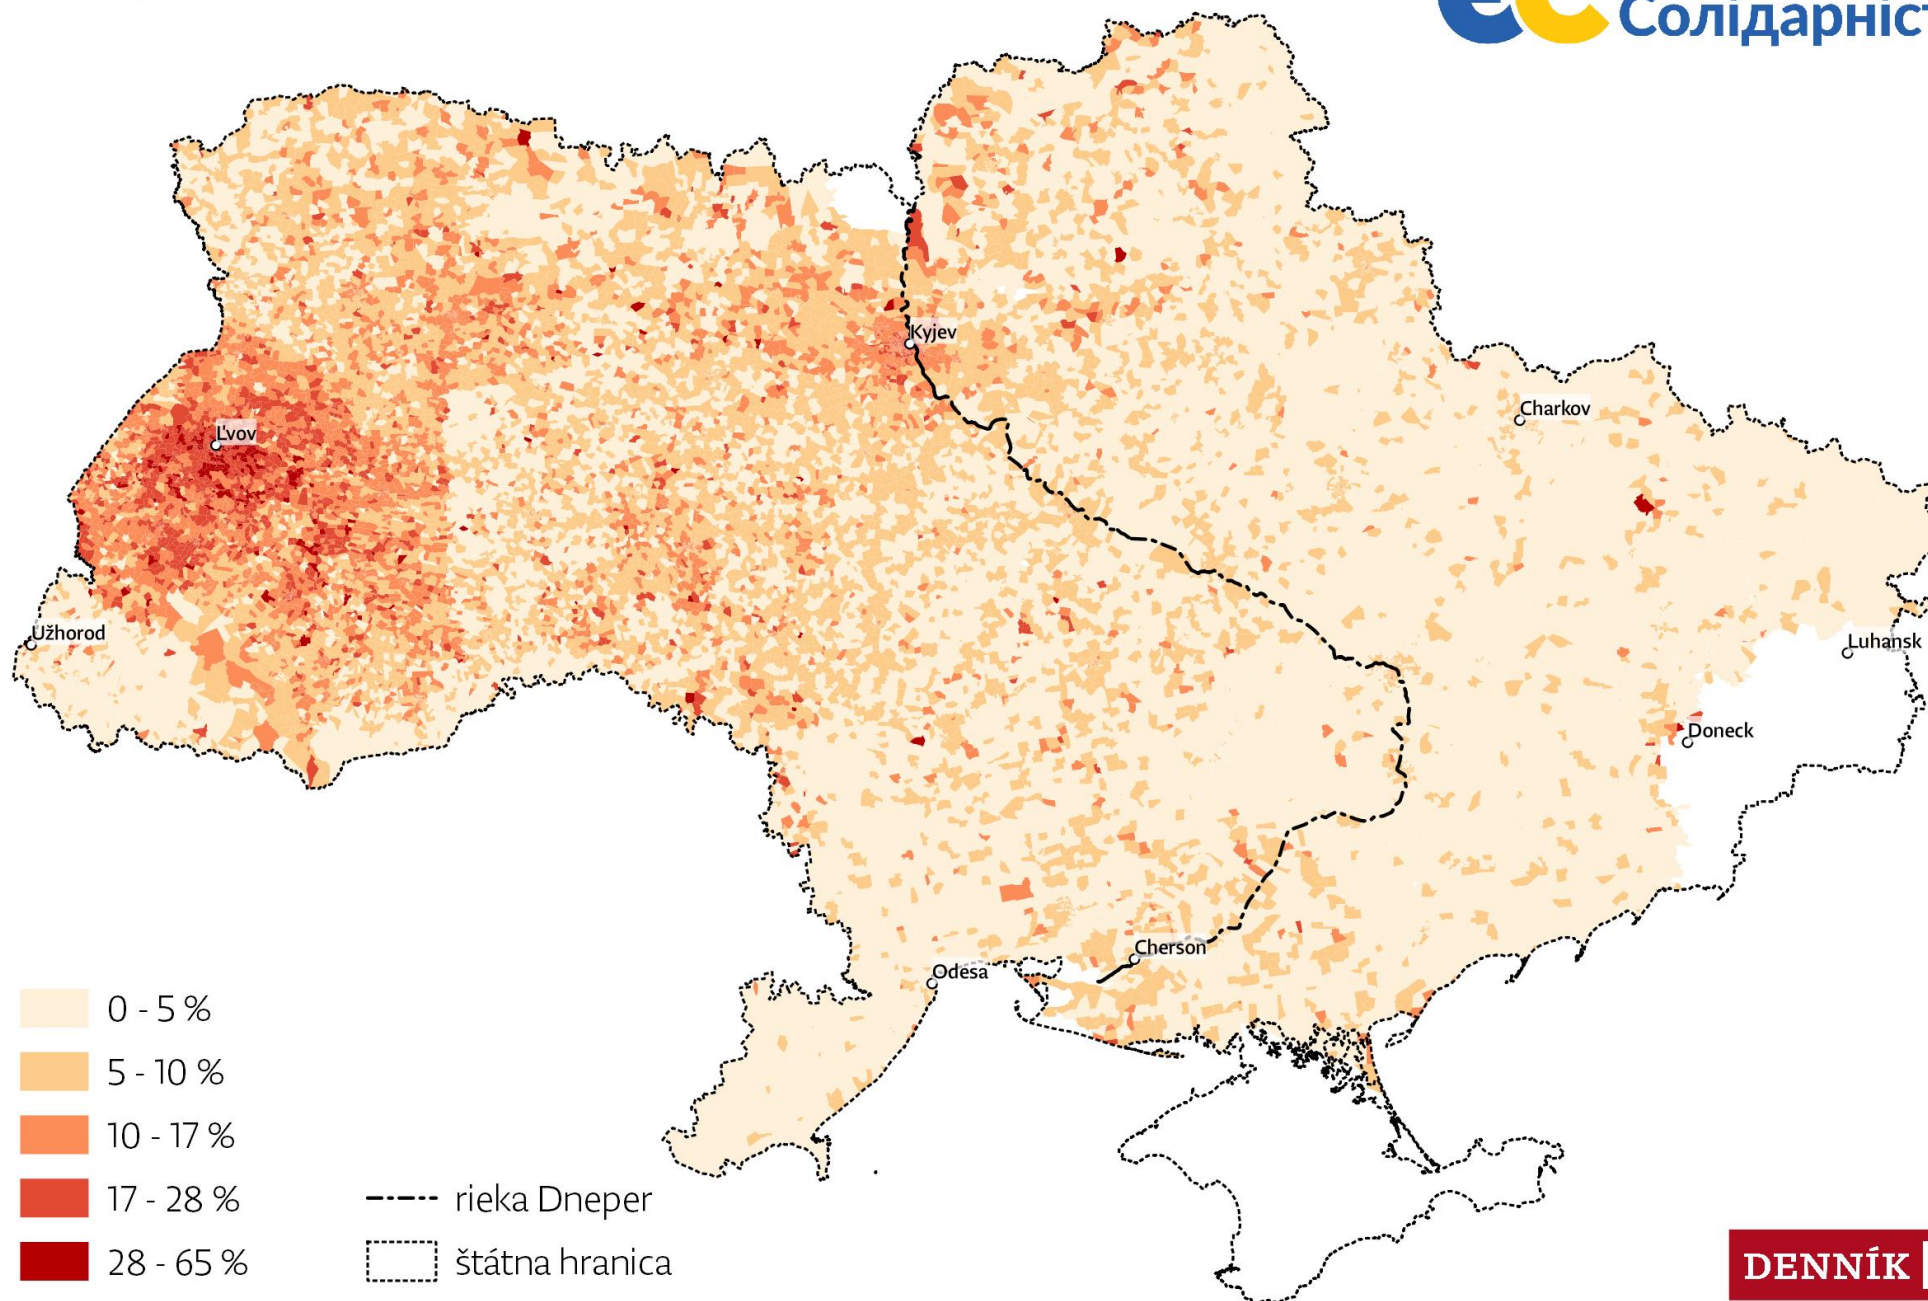 Солідарніст
Kyjev
Charkov
Ľvov
Užhorod
Luhansk
Doneck
Cherson
Odesa
0 - 5 %
5 - 10 %
10 - 17 %
17 - 28 %
28 - 65 %
rieka Dneper
štátna hranica
DENNÍK